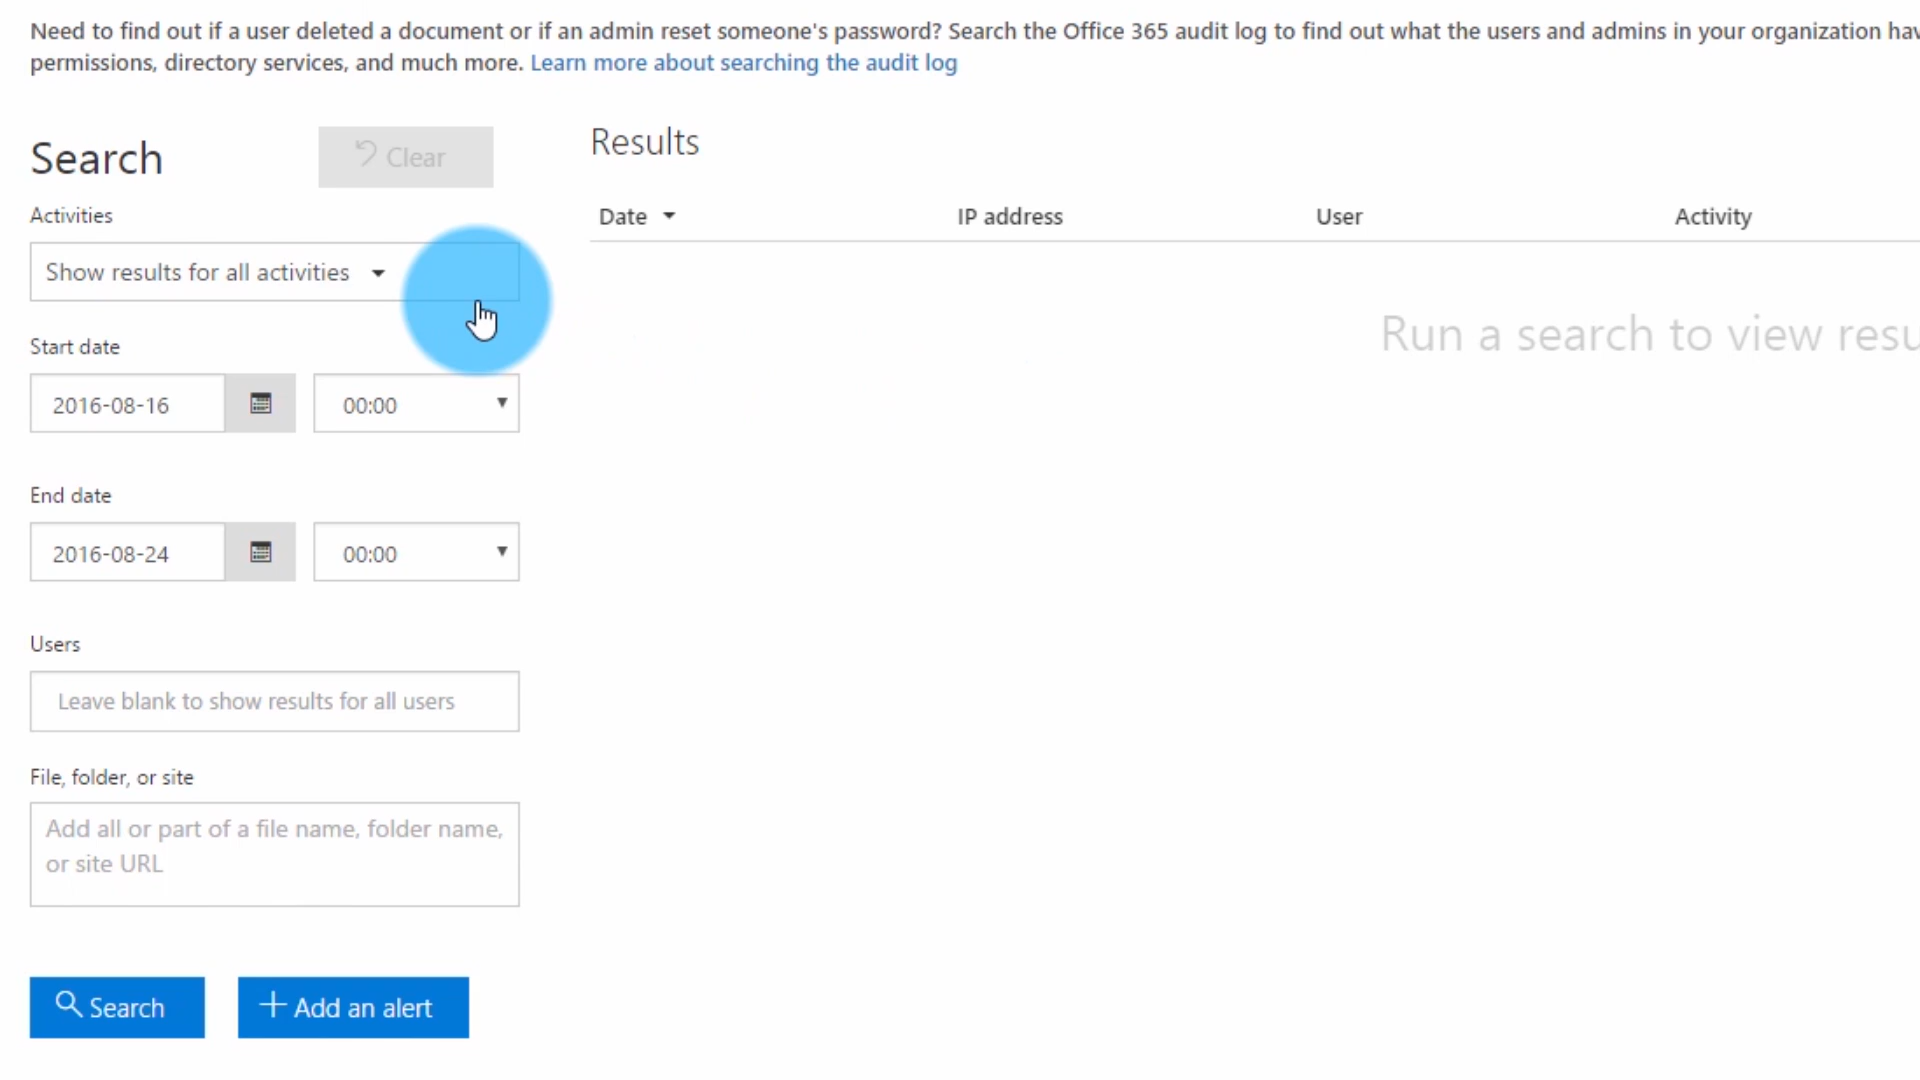 Need to find out if a user deleted a document or if an admin reset someone's password? Search the Office 365 audit log to find out what the users and admins in your organization hav
permissions, directory services, and much more. Learn more about searching the audit log
Search
Clear
Results
Activities
Date
IP address
User
Activity
Show results for all activities
Run a search to view resu
Start date
2016-08-16
00:00
End date
2016-08-24
00:00
Users
Leave blank to show results for all users
File, folder, or site
Add all or part of a file name, folder name,
or site URL
Search
Add an alert